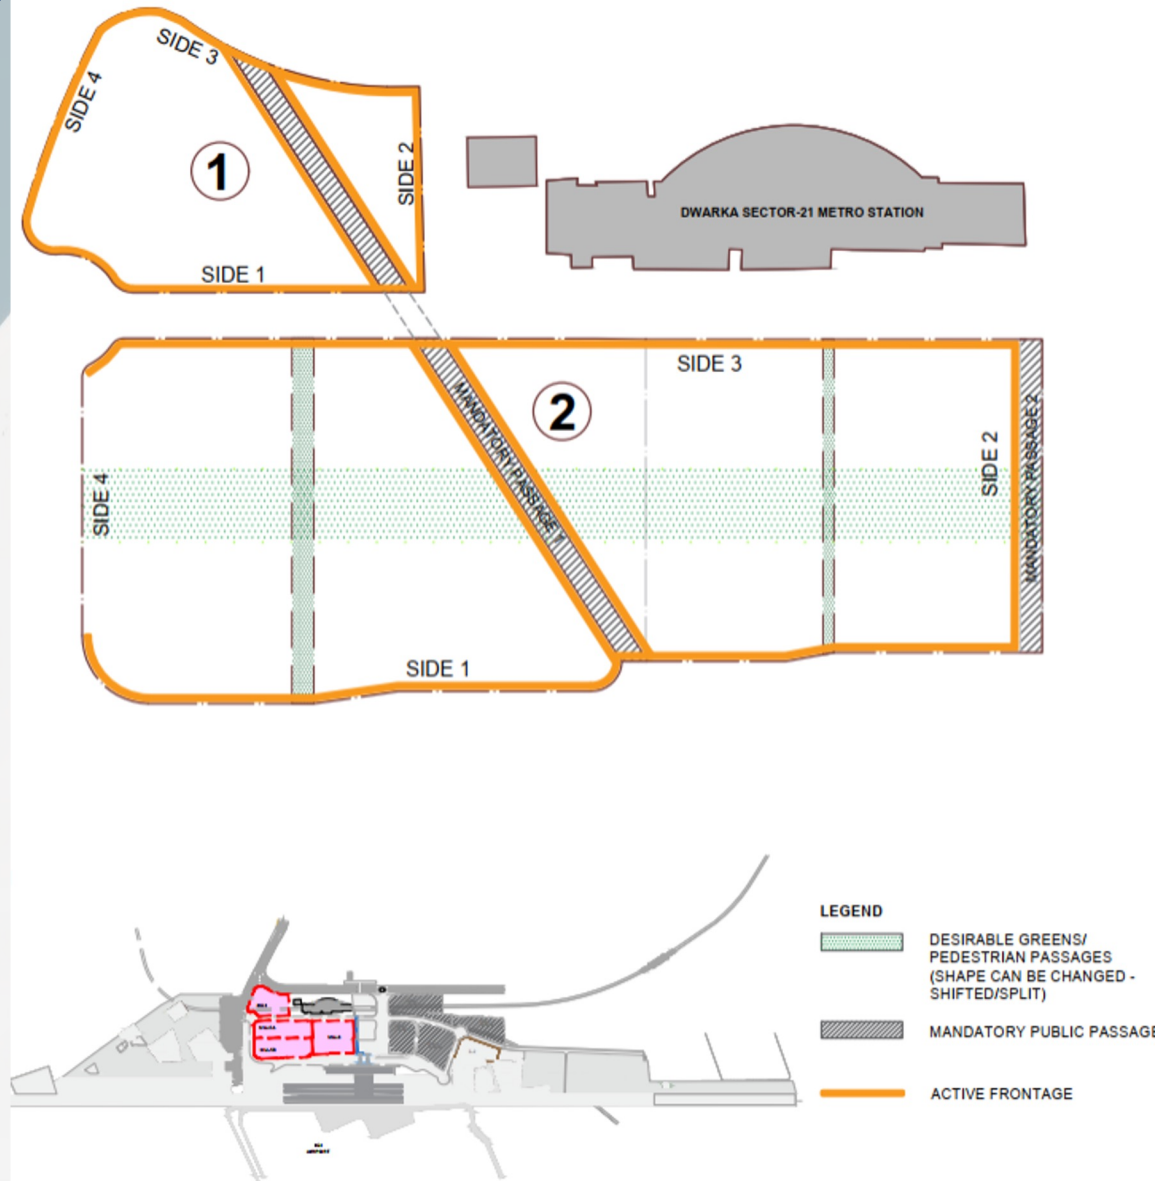 SIDE 3
SIDE 4
1
SIDE 2
SIDE 1
DWARKA SECTOR-21 METRO STATION
SIDE 3
2
MANDATORY PASSAGE 1
SIDE 2
MANDATORY PASSAGE 2
SIDE 4
SIDE 1
LEGEND
DESIRABLE GREENS/
PEDESTRIAN PASSAGES
(SHAPE CAN BE CHANGED -
SHIFTED/SPLIT)
MANDATORY PUBLIC PASSAGE
ACTIVE FRONTAGE